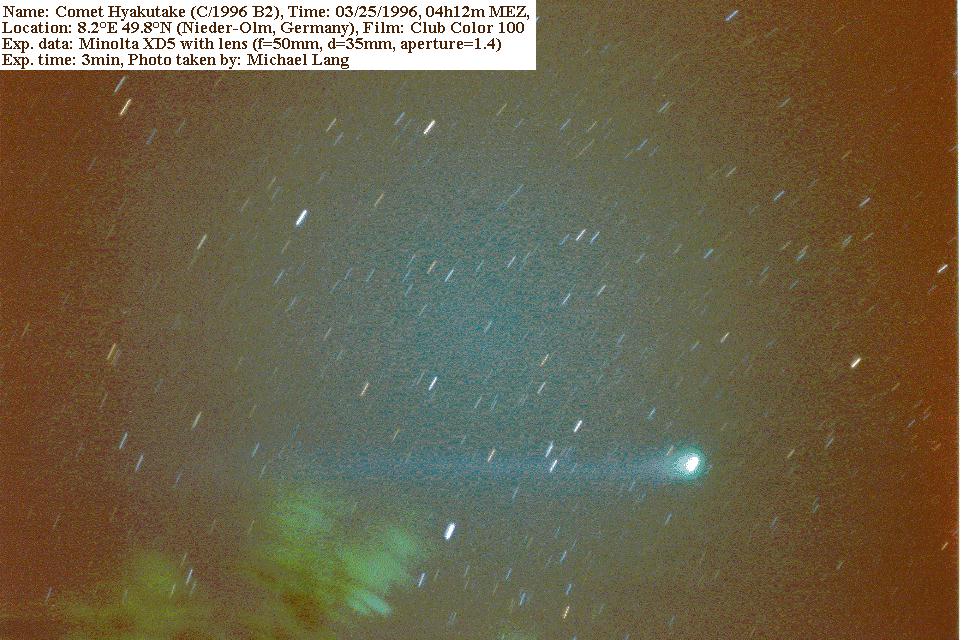 Name: Comet Hyakutake (C/1996 B2), Time: 03/25/1996, 04h12m MEZ,
Location: 8.2°E 49.8°N (Nieder-Olm, Germany), Film: Club Color 100
Exp. data: Minolta XD5 with lens (f=50mm, d=35mm, aperture=1.4)
Exp. time: 3min, Photo taken by: Michael Lang